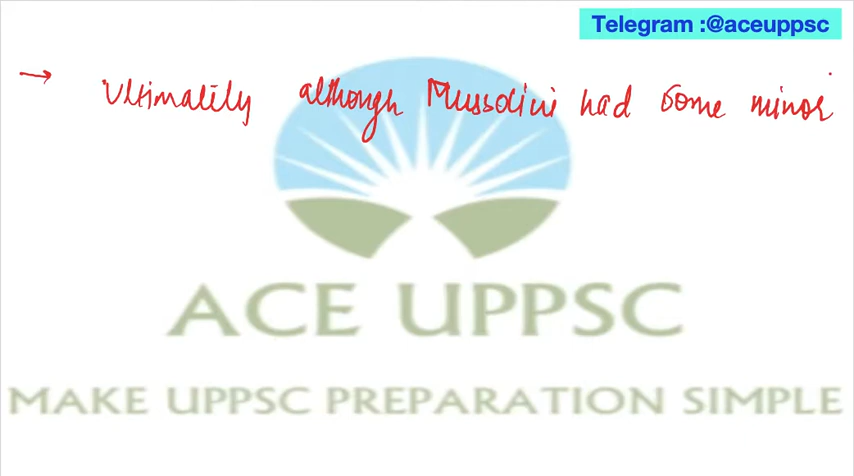 Telegram :@aceuppsc
→ Ultimatily although Mussolini had some minor
ACE UPPSC
MAKE UPPSC PREPARATION SIMPLE